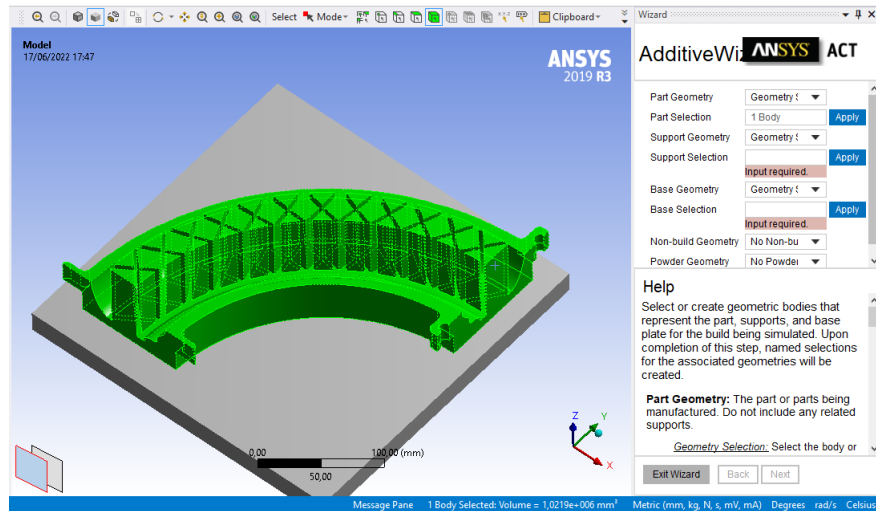 Select Mode Clipboard
Wizard
Model
17/06/2022 17:47
ANSYS
2019 R3
AdditiveWiz ANSYS ACT
Part Geometry Geometry S
Part Selection 1 Body Apply
Support Geometry Geometry S
Support Selection Apply
Input required.
Base Geometry Geometry S
Base Selection Apply
Input required.
Non-build Geometry No Non-bu
Powder Geometry No Powder
Help
Select or create geometric bodies that
represent the part, supports, and base
plate for the build being simulated. Upon
completion of this step, named selections
for the associated geometries will be
created.
Part Geometry: The part or parts being
manufactured. Do not include any related
supports.
Geometry Selection: Select the body or
Exit Wizard Back Next
Z
Y
X
0,00 100,00 (mm)
50,00
Message Pane 1 Body Selected: Volume = 1,0219e+006 mm³ Metric (mm, kg, N, s, mV, mA) Degrees rad/s Celsius